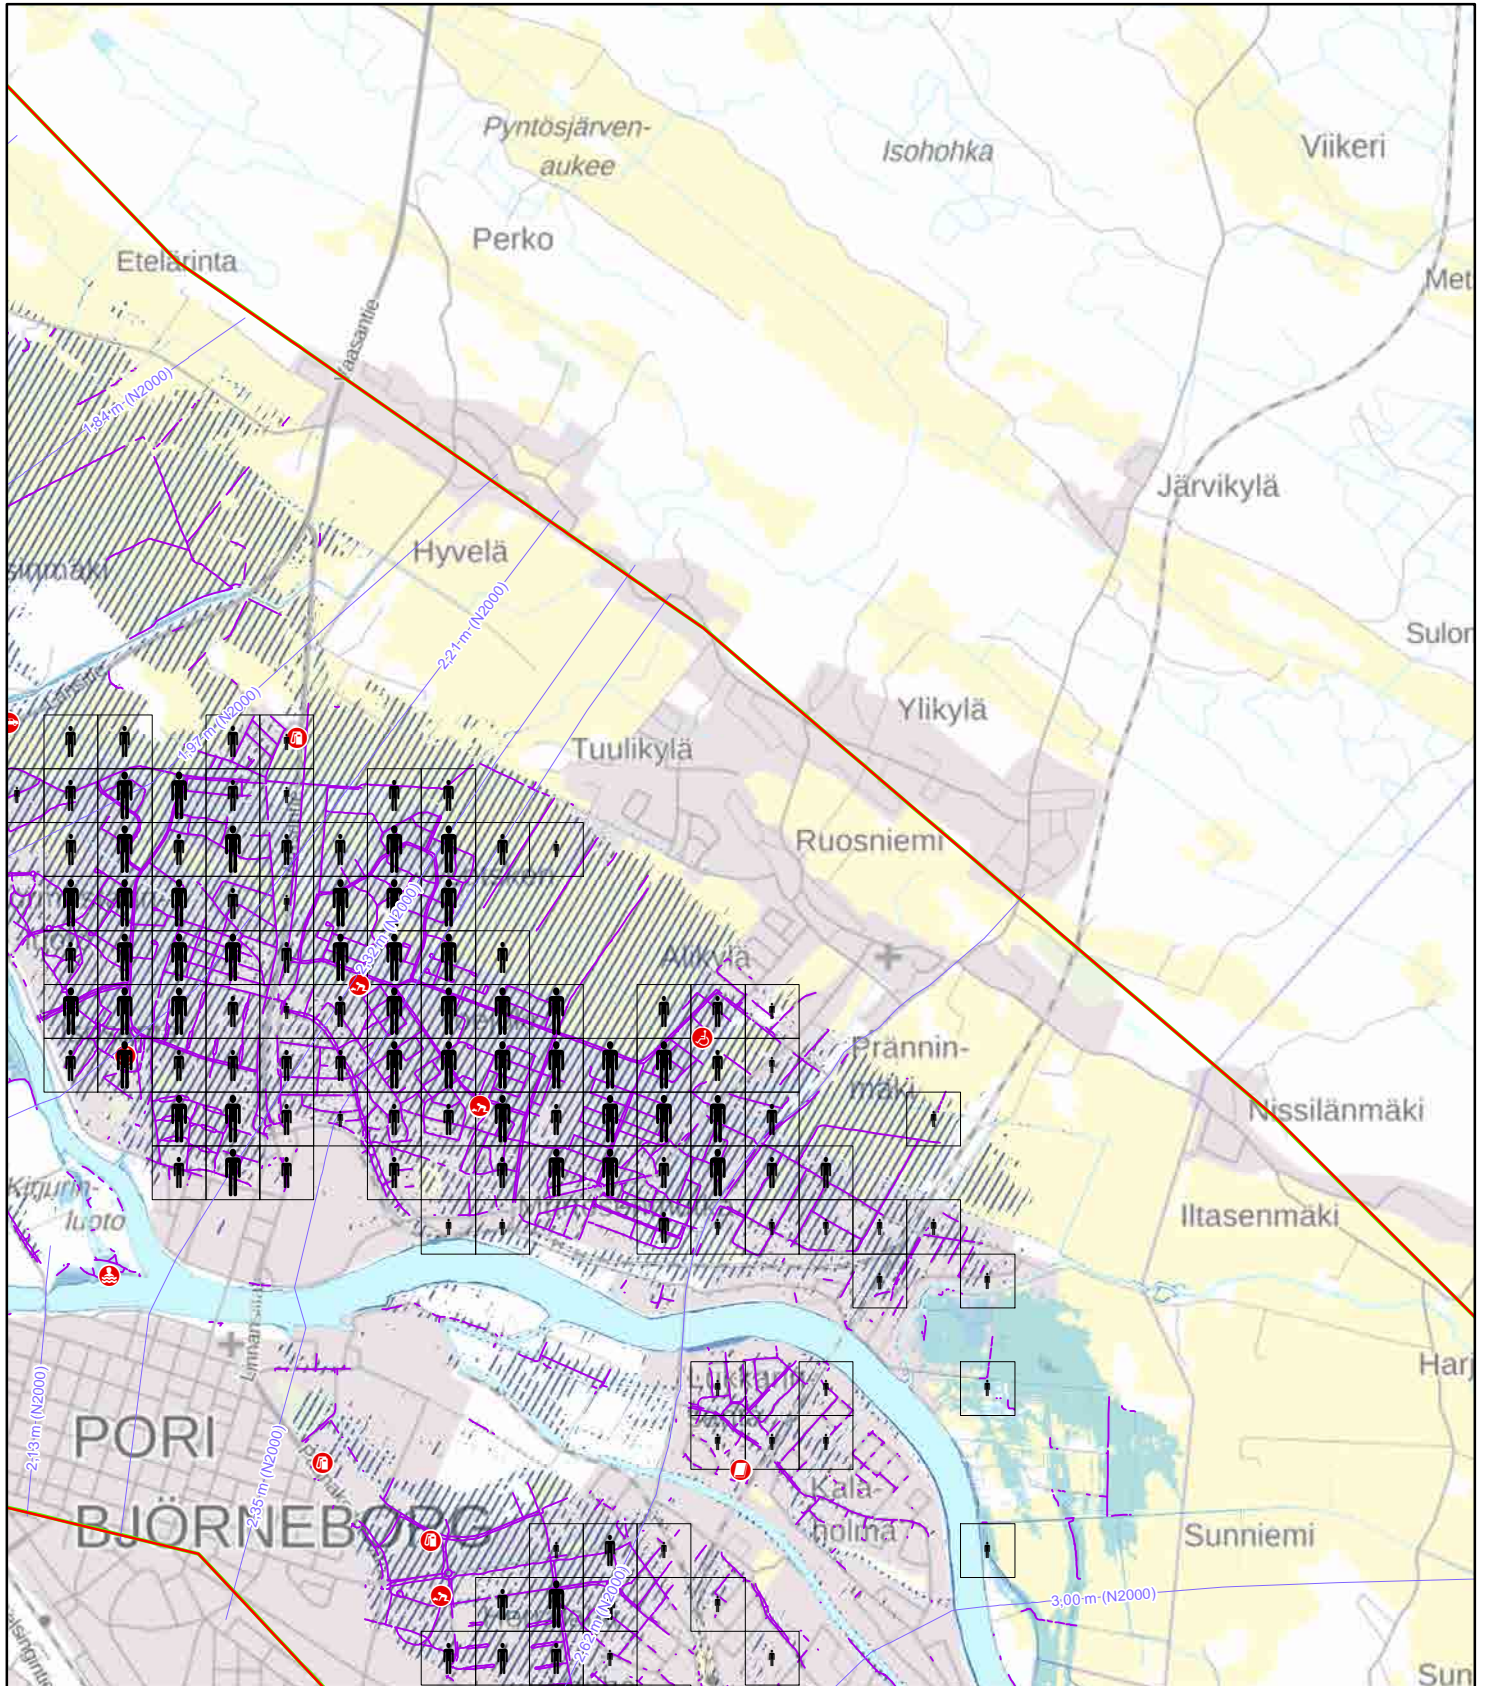 Pyntösjärven-
aukee
Isohohka
Viikeri
Perko
Etelärinta
Met
Vaasantie
1,84 m (N2000)
Järvikylä
Hyvelä
sinmäki
2,21 m (N2000)
Sulon
Ylikylä
1,97 m (N2000)
Tuulikylä
Ruosniemi
2,32 m (N2000)
Alikylä
Prännin-
mäki
Nissilänmäki
Kirjurin-
luoto
Iltasenmäki
Harj
2,13 m (N2000)
PORI
2,35 m (N2000)
BJÖRNEBORG
Kala-
holma
Sunniemi
3,00 m (N2000)
2,62 m (N2000)
Sun